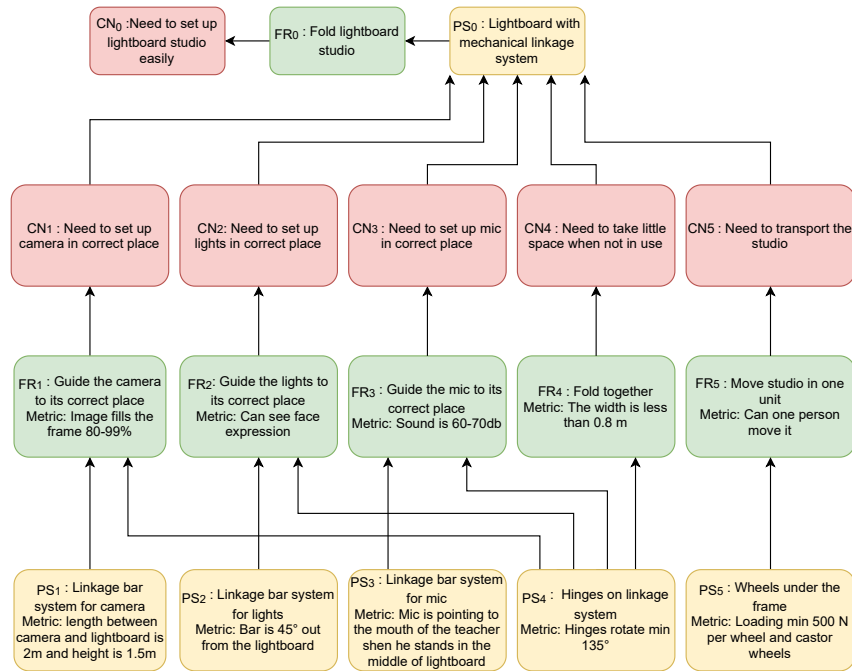 CN0 :Need to set up
lightboard studio
easily
FR0 : Fold lightboard
studio
PS0 : Lightboard with
mechanical linkage
system
CN1 : Need to set up
camera in correct place
CN2: Need to set up
lights in correct place
CN3 : Need to set up mic
in correct place
CN4 : Need to take little
space when not in use
CN5 : Need to transport the
studio
FR1 : Guide the camera
to its correct place
Metric: Image fills the
frame 80-99%
FR2: Guide the lights to
its correct place
Metric: Can see face
expression
FR3 : Guide the mic to its
correct place
Metric: Sound is 60-70db
FR4 : Fold together
Metric: The width is less
than 0.8 m
FR5 : Move studio in one
unit
Metric: Can one person
move it
PS1 : Linkage bar
system for camera
Metric: length between
camera and lightboard is
2m and height is 1.5m
PS2 : Linkage bar system
for lights
Metric: Bar is 45° out
from the lightboard
PS3 : Linkage bar system
for mic
Metric: Mic is pointing to
the mouth of the teacher
shen he stands in the
middle of lightboard
PS4 : Hinges on linkage
system
Metric: Hinges rotate min
135°
PS5 : Wheels under the
frame
Metric: Loading min 500 N
per wheel and castor
wheels